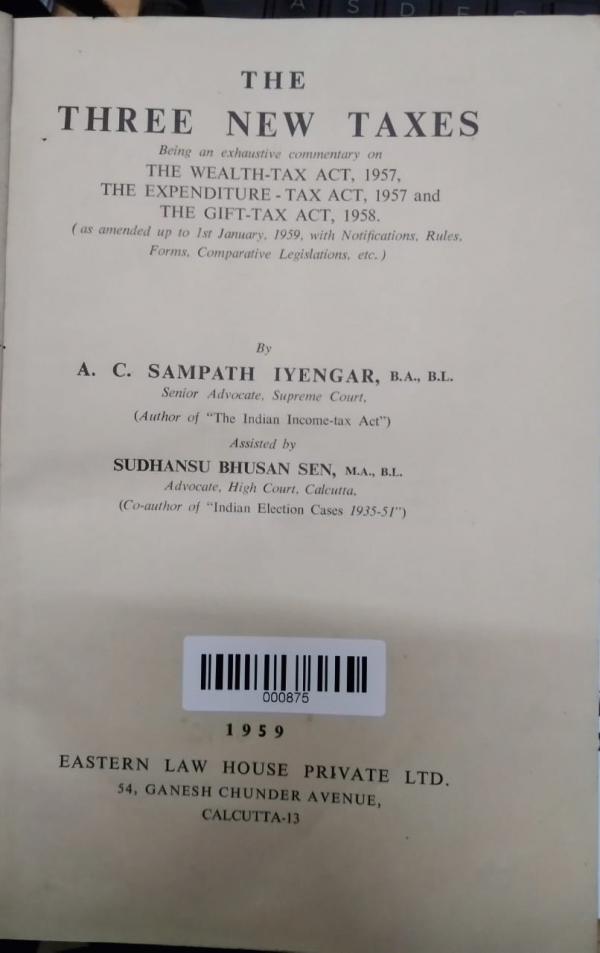 A S D F G
THE
THREE NEW TAXES
Being an exhaustive commentary on
THE WEALTH-TAX ACT, 1957,
THE EXPENDITURE - TAX ACT, 1957 and
THE GIFT-TAX ACT, 1958.
( as amended up to 1st January, 1959, with Notifications, Rules,
Forms, Comparative Legislations, etc. )
By
A. C. SAMPATH IYENGAR, B.A., B.L.
Senior Advocate, Supreme Court,
(Author of "The Indian Income-tax Act")
Assisted by
SUDHANSU BHUSAN SEN, M.A., B.L.
Advocate, High Court, Calcutta,
(Co-author of "Indian Election Cases 1935-51")
000875
1959
EASTERN LAW HOUSE PRIVATE LTD.
54, GANESH CHUNDER AVENUE,
CALCUTTA-13